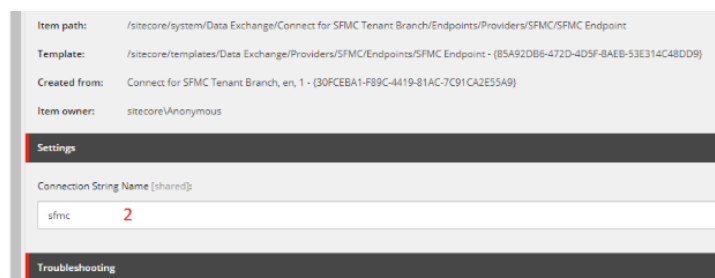 Item path: /sitecore/system/Data Exchange/Connect for SFMC Tenant Branch/Endpoints/Providers/SFMC/SFMC Endpoint
Template: /sitecore/templates/Data Exchange/Providers/SFMC/Endpoints/SFMC Endpoint - {85A92DB6-472D-4D5F-8AEB-53E314C48DD9}
Created from: Connect for SFMC Tenant Branch, en, 1 - {30FCEBA1-F89C-4419-81AC-7C91CA2E55A9}
Item owner: sitecore\Anonymous
Settings
Connection String Name [shared]:
sfmc 2
Troubleshooting